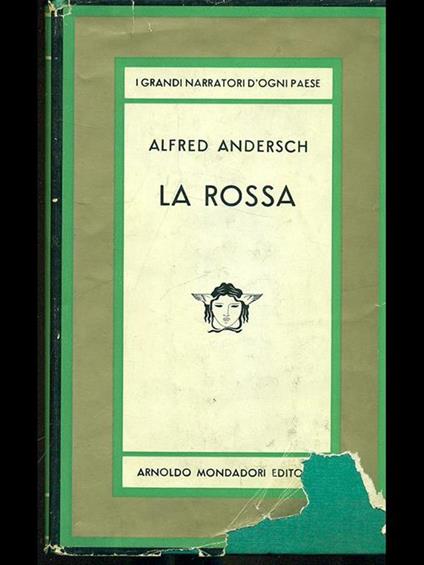 I GRANDI NARRATORI D'OGNI PAESE
ALFRED ANDERSCH
LA ROSSA
ARNOLDO MONDADORI EDITO